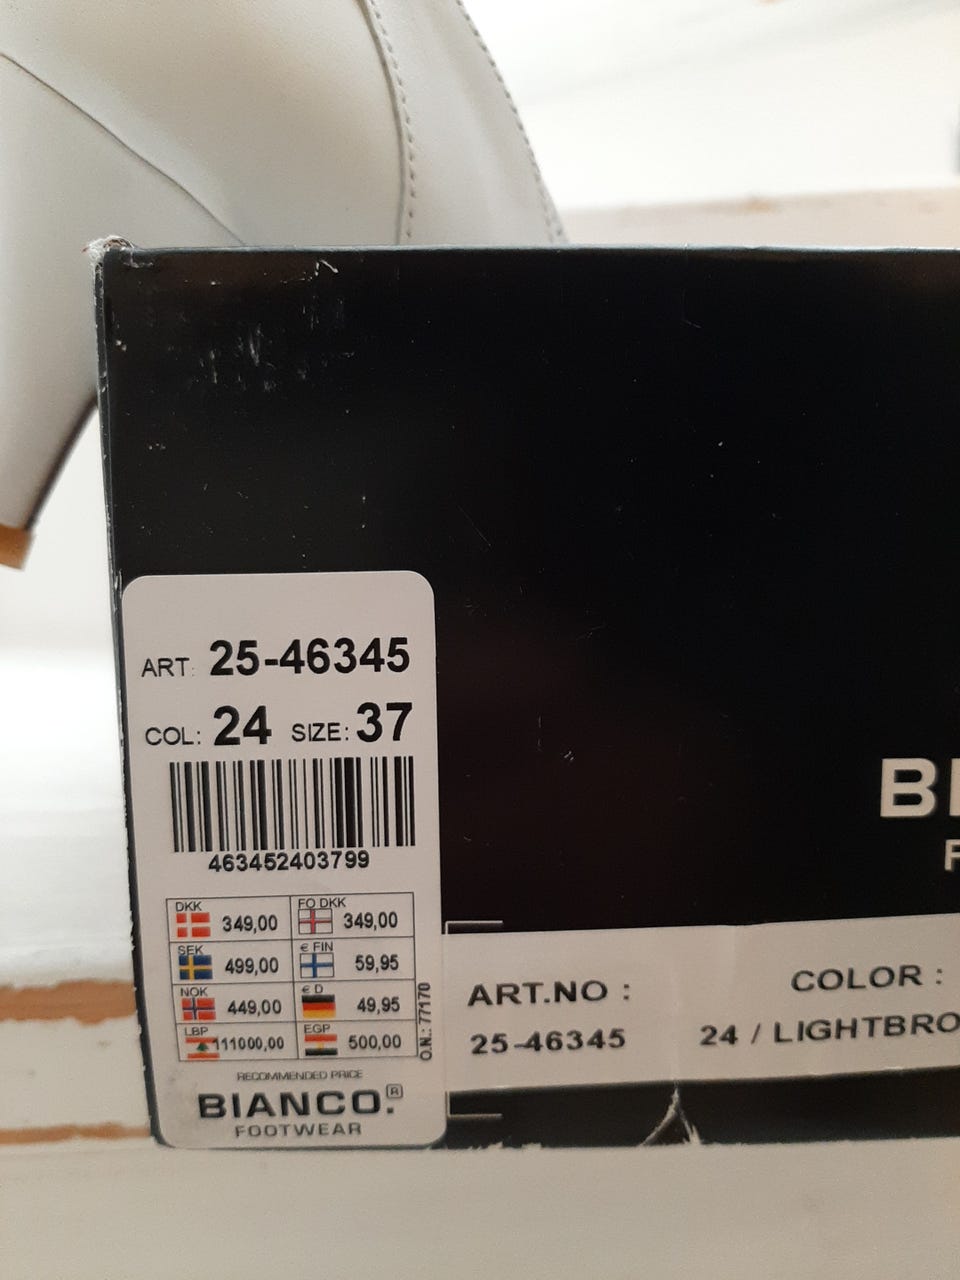 ART: 25-46345
COL: 24 SIZE: 37
463452403799
DKK 349,00 FO DKK 349,00
SEK 499,00 € FIN 59,95
NOK 449,00 € D 49,95
LBP 111000,00 EGP 500,00
O.N.: 77170
RECOMMENDED PRICE
BIANCO.®
FOOTWEAR
B
F
ART.NO : COLOR :
25-46345 24 / LIGHTBRO